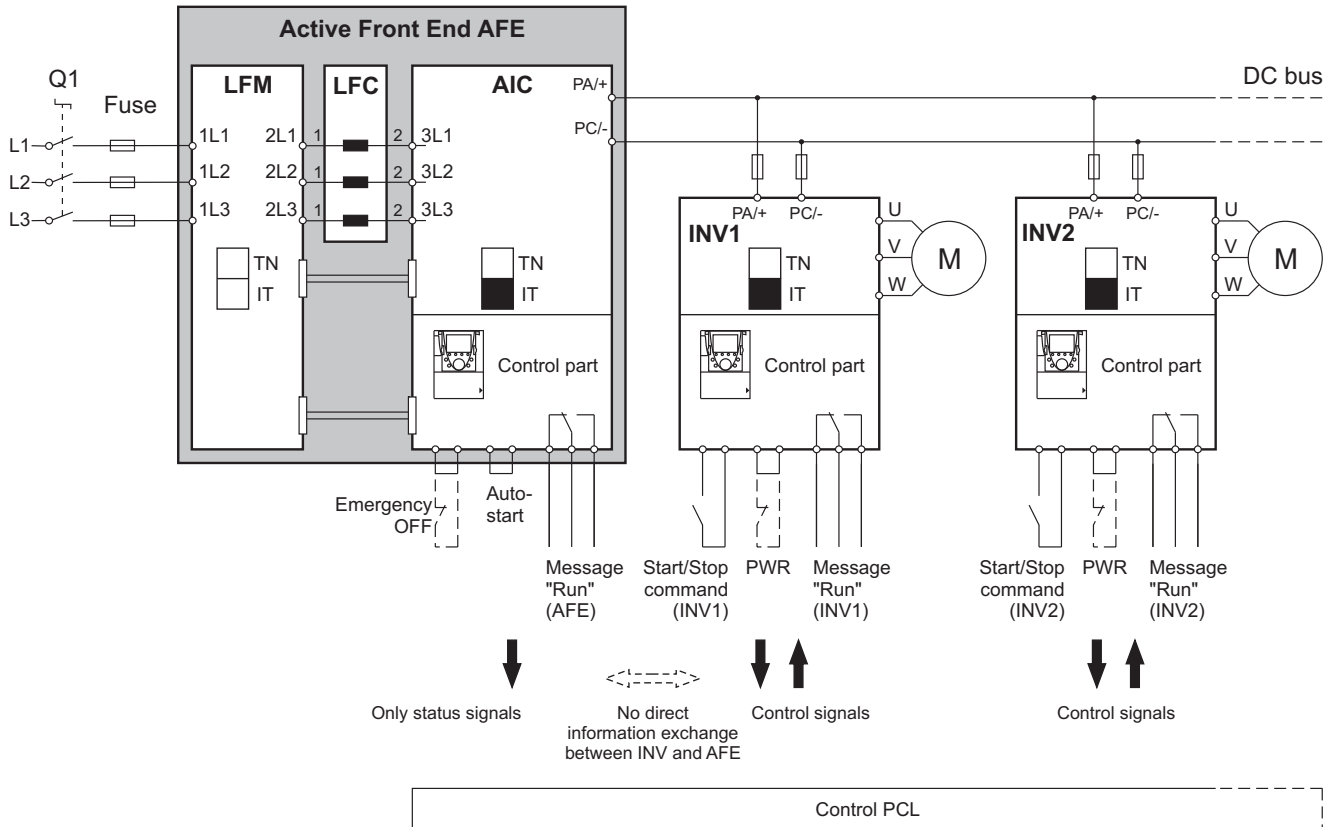 Active Front End AFE
Q1
Fuse
LFM
LFC
AIC
PA/+
DC bus
PC/-
L1
1L1
2L1
1
2
3L1
L2
1L2
2L2
1
2
3L2
L3
1L3
2L3
1
2
3L3
TN
IT
TN
IT
Control part
PA/+
PC/-
INV1
U
V
W
M
TN
IT
Control part
PA/+
PC/-
INV2
U
V
W
M
TN
IT
Control part
Emergency
OFF
Auto-
start
Message
"Run"
(AFE)
Start/Stop
command
(INV1)
PWR
Message
"Run"
(INV1)
Start/Stop
command
(INV2)
PWR
Message
"Run"
(INV2)
Only status signals
No direct
information exchange
between INV and AFE
Control signals
Control signals
Control PCL